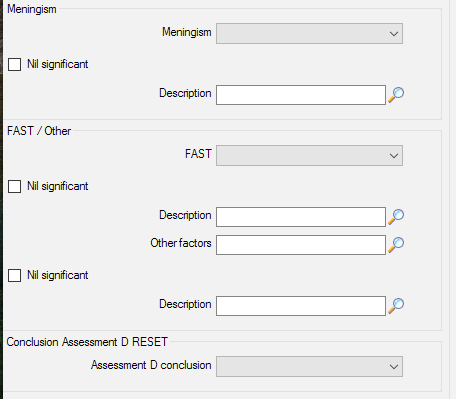 Meningism
Meningism
Nil significant
Description
FAST / Other
FAST
Nil significant
Description
Other factors
Nil significant
Description
Conclusion Assessment D RESET
Assessment D conclusion